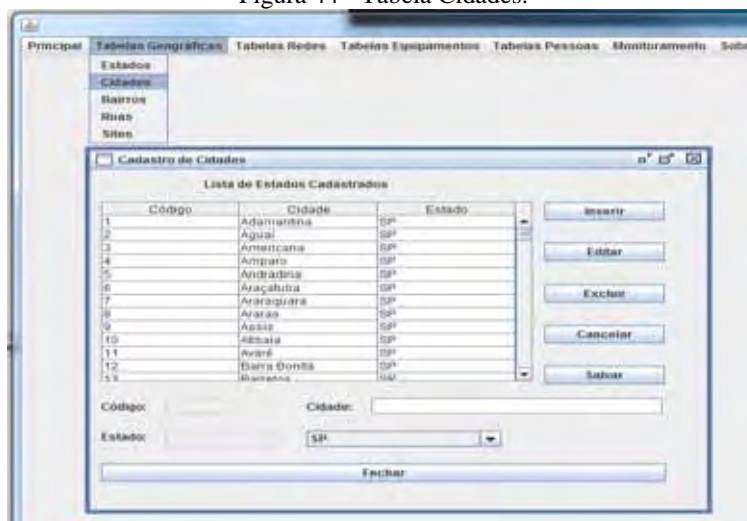 Figura 44 - Tabela Cidades.
Principal Tabelas Geográficas Tabelas Redes Tabelas Equipamentos Tabelas Pessoas Monitoramento
Estados
Cidades
Bairros
Ruas
Sites
Cadastro de Cidades
Lista de Estados Cadastrados
Código Cidade Estado
1 Adamantina SP
2 Aguaí SP
3 Americana SP
4 Amparo SP
5 Andradina SP
6 Araçatuba SP
7 Araraquara SP
8 Araras SP
9 Assis SP
10 Atibaia SP
11 Avaré SP
12 Barra Bonita SP
13 Barretos SP
Inserir
Editar
Excluir
Cancelar
Salvar
Código: Cidade:
Estado: SP
Fechar